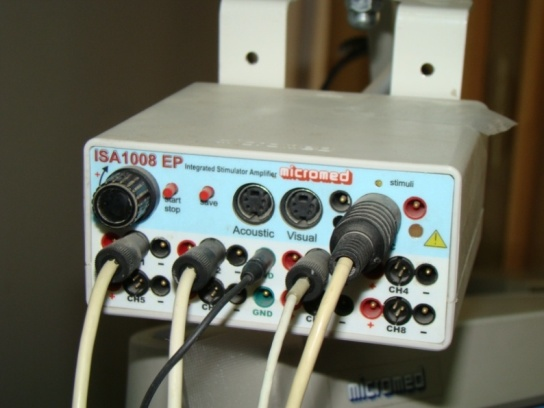 ISA1008 EP
Integrated Stimulator Amplifier micromed
start
stop
save
stimuli
Acoustic
Visual
+ - - + CH4 -
+ CH5 - GND + CH8 -
micromed